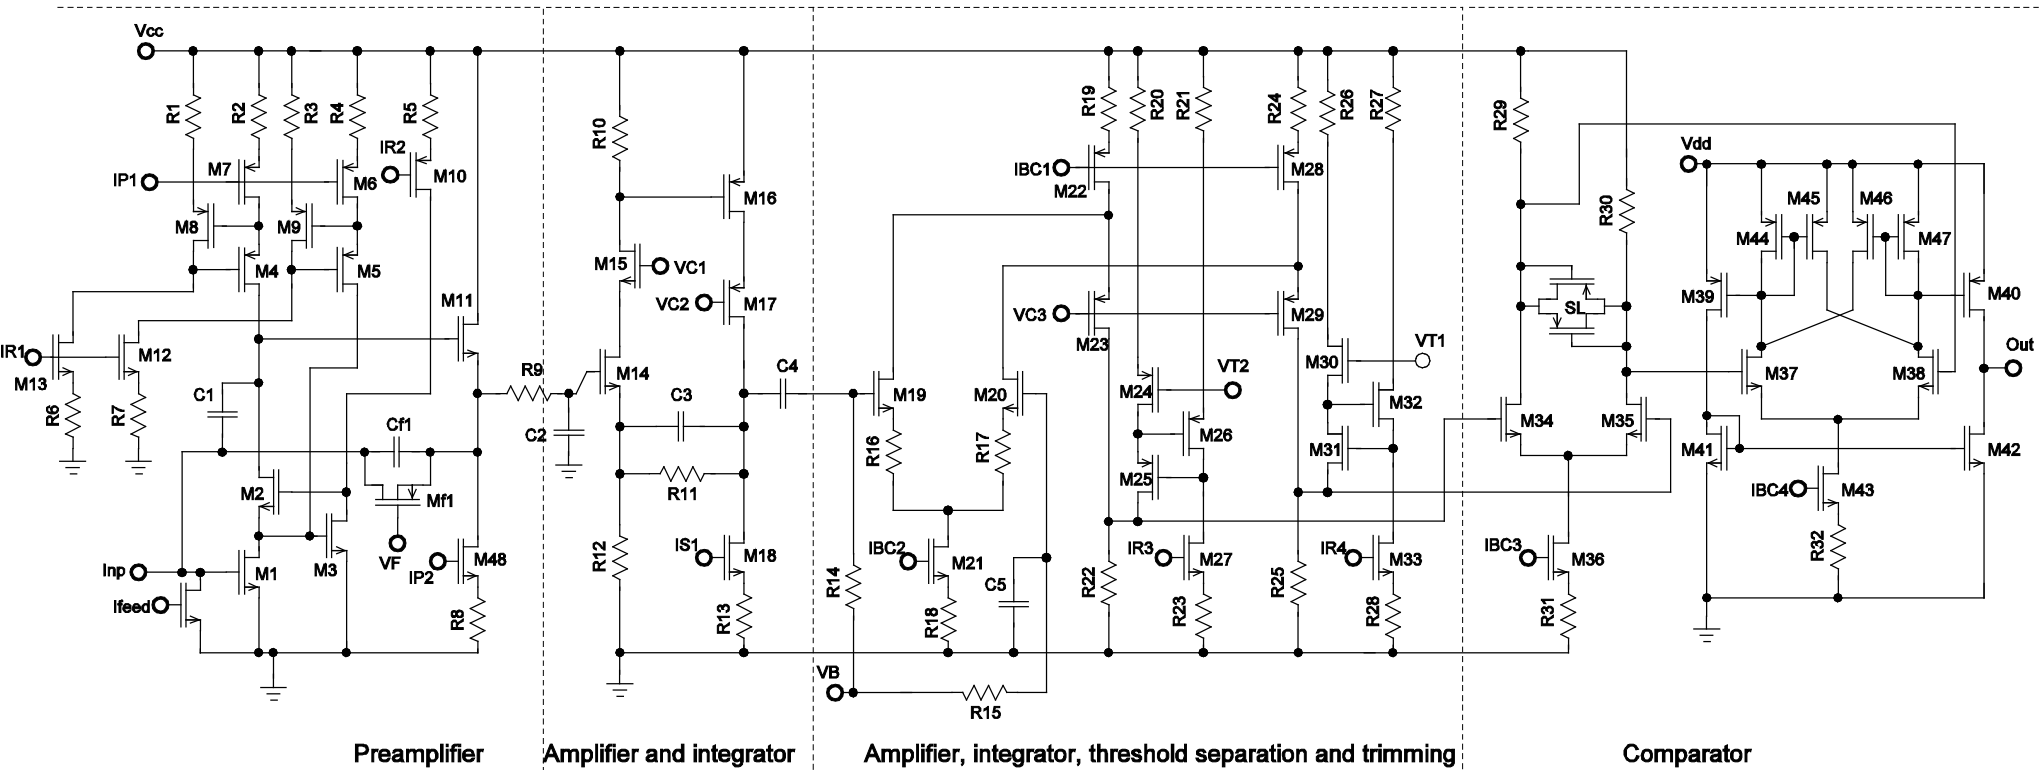 Vcc
R1
R2
R3
R4
R5
IR2
M7
M6
M10
IP1
M8
M9
M4
M5
M11
IR1
M13
M12
R6
R7
C1
Cf1
M2
Mf1
VF
M3
M1
Inp
Ifeed
IP2
M48
R8
R9
Preamplifier
R10
M16
M15
VC1
VC2
M17
M14
C2
C3
C4
R11
R12
IS1
M18
R13
Amplifier and integrator
R19
R20
R21
R24
R26
R27
IBC1
M22
M28
VC3
M23
M29
M30
VT1
VT2
M24
M26
M32
M19
M20
R16
R17
M25
M31
IBC2
M21
R14
R18
C5
R22
IR3
M27
R23
R25
IR4
M33
R28
VB
R15
Amplifier, integrator, threshold separation and trimming
R29
R30
SL
M34
M35
IBC3
M36
R31
Vdd
M44
M45
M46
M47
M39
M40
M37
M38
Out
M41
M42
IBC4
M43
R32
Comparator